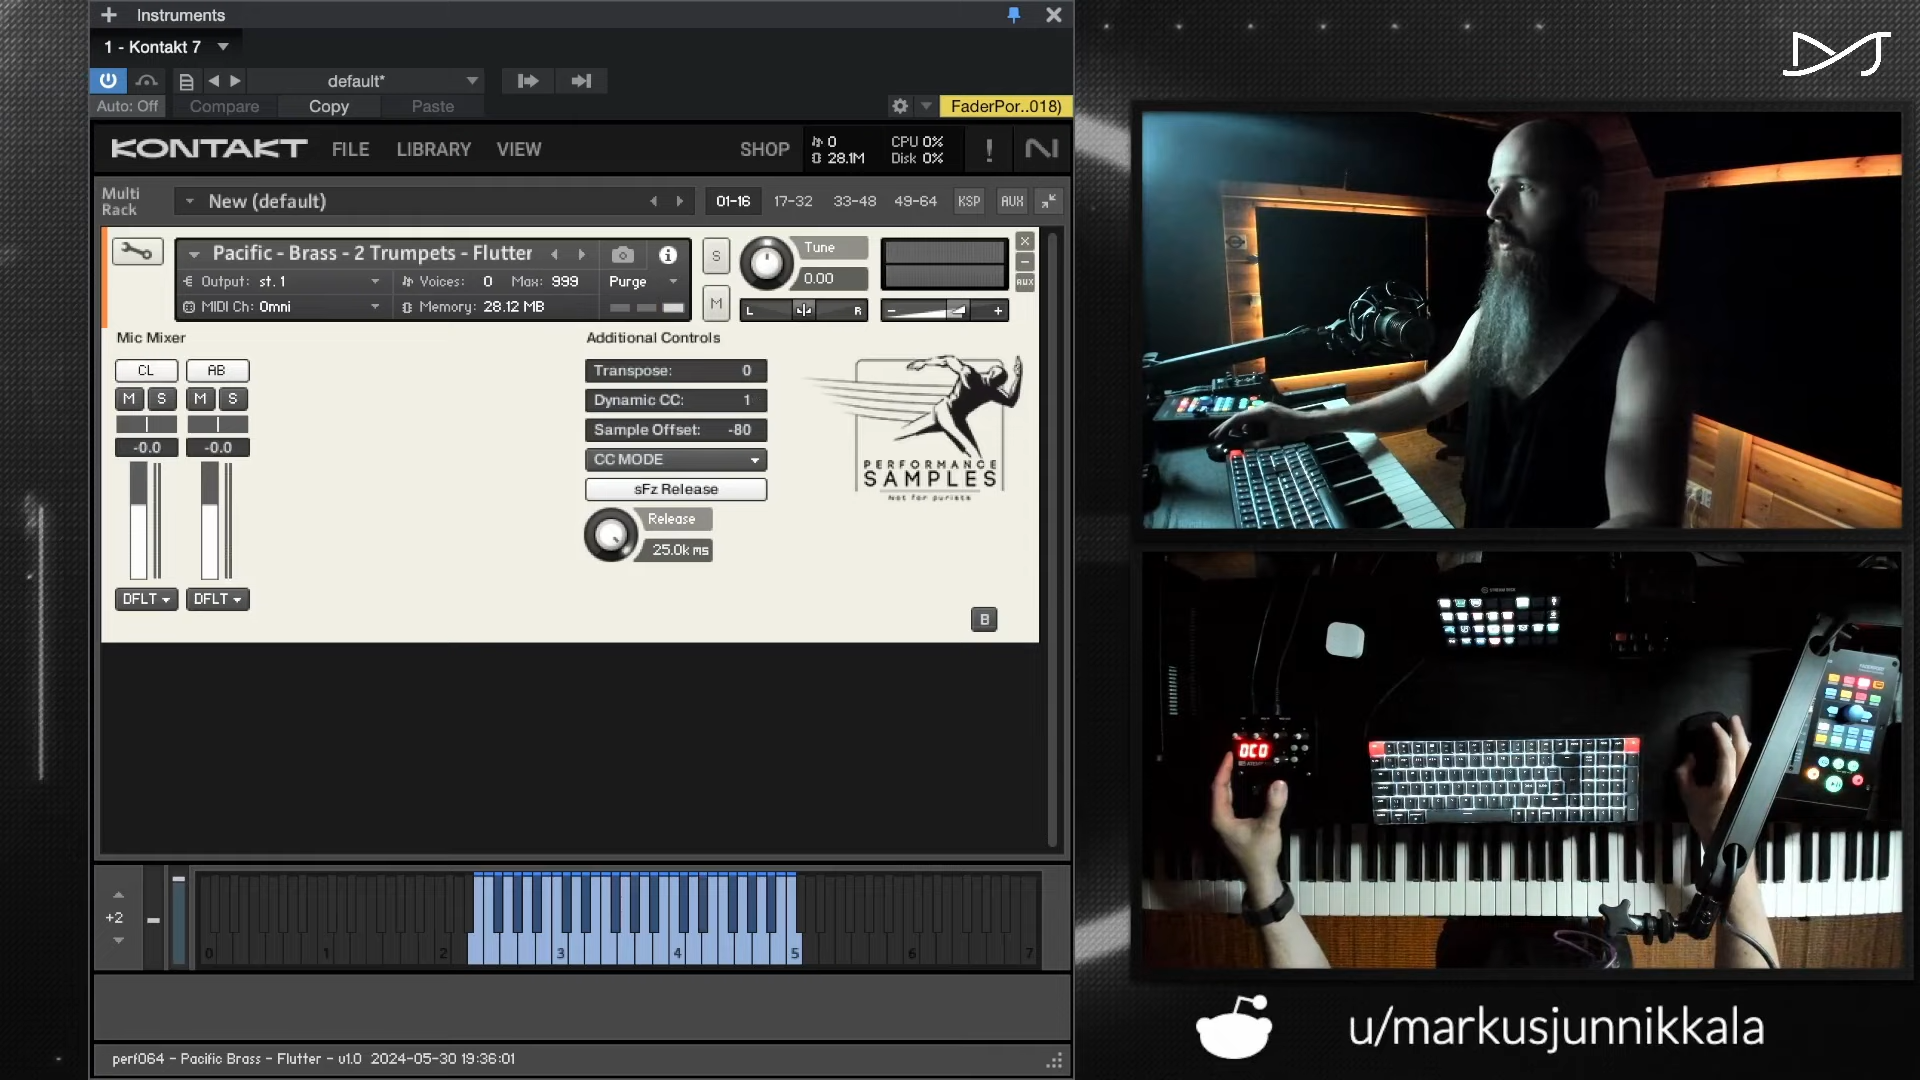 Instruments
1 - Kontakt 7
default*
Auto: Off
Compare
Copy
Paste
FaderPor..018)
KONTAKT
FILE
LIBRARY
VIEW
SHOP
0
28.1M
CPU 0%
Disk 0%
Multi
Rack
New (default)
01-16
17-32
33-48
49-64
KSP
AUX
Pacific - Brass - 2 Trumpets - Flutter
Output: st. 1
Voices: 0 Max: 999
Purge
MIDI Ch: Omni
Memory: 28.12 MB
S
M
Tune
0.00
L
R
AUX
Mic Mixer
CL
AB
M S
M S
-0.0
-0.0
DFLT
DFLT
Additional Controls
Transpose: 0
Dynamic CC: 1
Sample Offset: -80
CC MODE
sFz Release
Release
25.0k ms
PERFORMANCE
SAMPLES
Not for purists
B
+2
0 1 2 3 4 5 6 7
perf064 - Pacific Brass - Flutter - v1.0 2024-05-30 19:36:01
u/markusjunnikkala